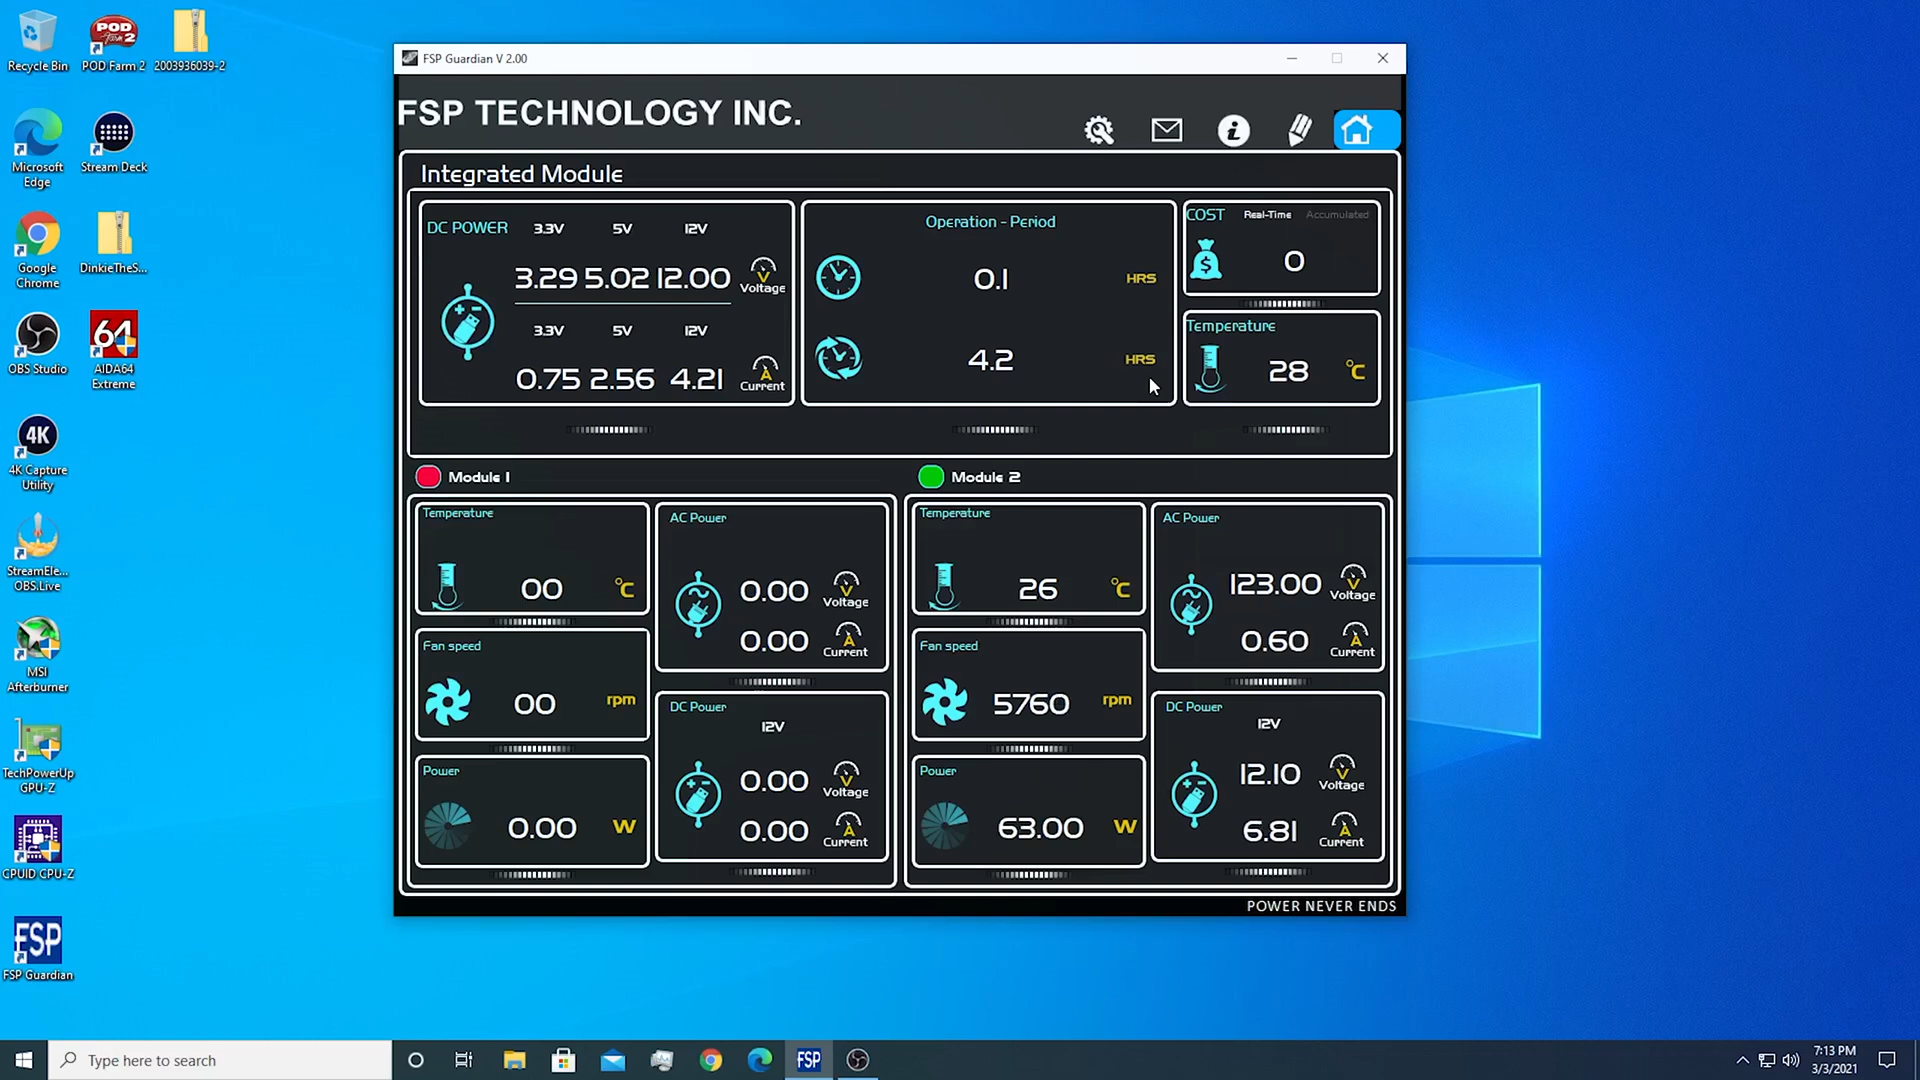 Recycle Bin
POD Farm 2
2003936039-2
Microsoft
Edge
Stream Deck
Google
Chrome
DinkieTheS...
OBS Studio
64
AIDA64
Extreme
4K
4K Capture
Utility
StreamEle...
OBS.Live
MSI
Afterburner
TechPowerUp
GPU-Z
CPUID CPU-Z
FSP
FSP Guardian
FSP Guardian V 2.00
FSP TECHNOLOGY INC.
Integrated Module
DC POWER 3.3V 5V 12V
3.29 5.02 12.00 V Voltage
3.3V 5V 12V
0.75 2.56 4.21 A Current
Operation - Period
0.1 HRS
4.2 HRS
COST Real-Time Accumulated
$ 0
Temperature
28 °C
Module 1
Temperature
00 °C
Fan speed
00 rpm
Power
0.00 W
AC Power
0.00 V Voltage
0.00 A Current
DC Power
12V
0.00 V Voltage
0.00 A Current
Module 2
Temperature
26 °C
Fan speed
5760 rpm
Power
63.00 W
AC Power
123.00 V Voltage
0.60 A Current
DC Power
12V
12.10 V Voltage
6.81 A Current
POWER NEVER ENDS
Type here to search
FSP
7:13 PM
3/3/2021